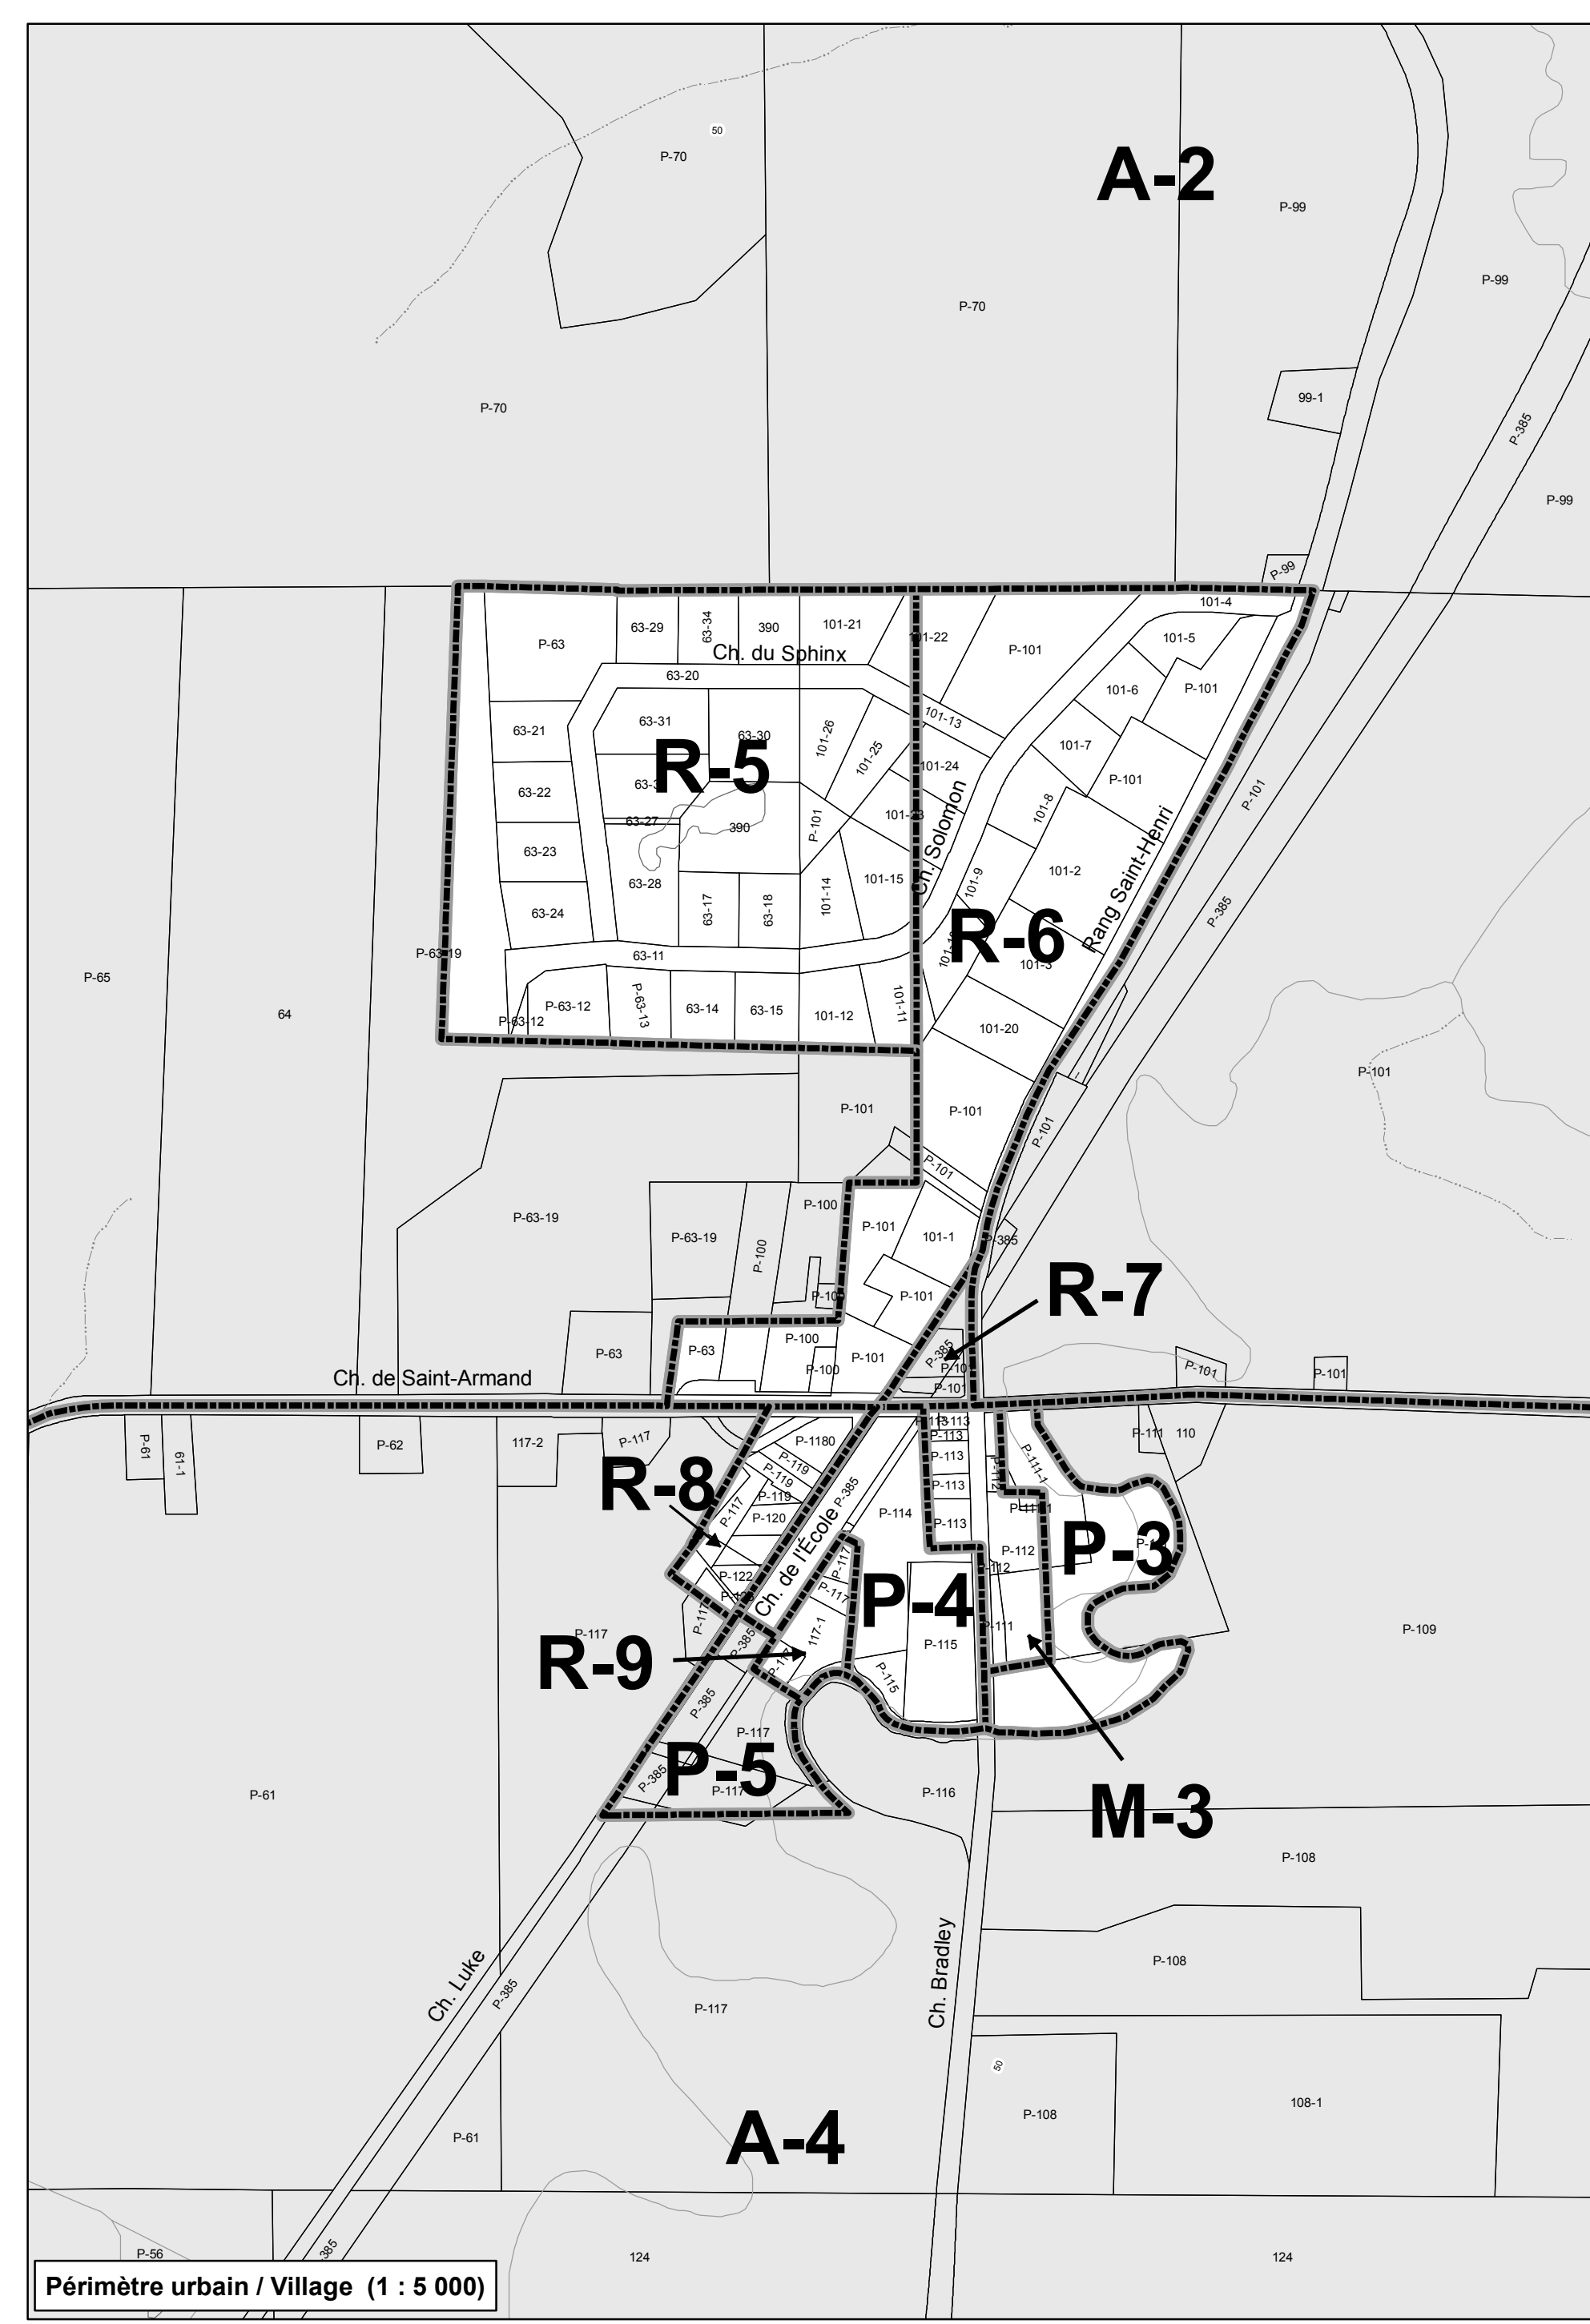 50
P-70
A-2
P-99
P-99
P-70
99-1
P-70
P-385
P-99
P-99
101-4
63-29
63-34
390
101-21
101-22
P-63
Ch. du Sphinx
P-101
101-5
63-20
101-6
P-101
101-13
63-21
63-31
63-30
101-26
101-25
101-7
R-5
101-24
P-101
63-22
P-101
101-8
63-27
390
P-101
Ch. Solomon
Rang Saint-Henri
63-23
101-2
63-28
101-15
101-14
101-9
63-24
63-17
63-18
P-385
R-6
P-63-19
63-11
101-3
P-65
64
P-63-12
P-63-12
P-63-13
63-14
63-15
101-12
101-11
101-20
P-101
P-101
P-101
P-101
P-101
P-63-19
P-63-19
P-100
P-100
P-101
101-1
P-385
R-7
P-101
P-63
P-63
P-100
P-100
P-101
P-385
P-101
P-101
P-101
Ch. de Saint-Armand
P-61
61-1
P-62
117-2
P-117
P-1180
P-119
P-119
P-119
P-113
P-113
P-113
P-113
P-113
P-111-1
P-111
110
P-112
R-8
P-117
P-120
P-385
P-114
P-112
P-112
P-3
P-122
Ch. de l'École
P-117
P-117
P-117
P-4
P-111
P-117
R-9
P-385
P-117
117-1
P-115
P-115
P-109
P-385
P-117
P-5
P-385
P-117
P-61
P-116
M-3
P-108
Ch. Luke
P-385
Ch. Bradley
P-108
P-117
50
P-108
108-1
P-61
A-4
P-56
385
124
124
Périmètre urbain / Village (1 : 5 000)